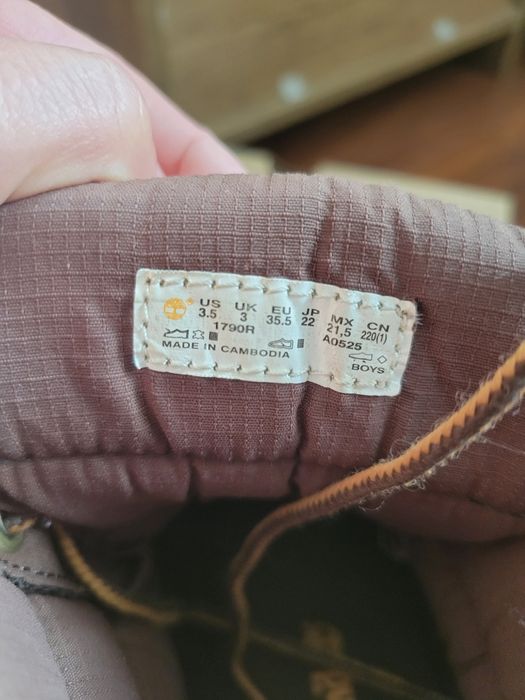 US UK EU JP MX CN
3.5 3 35.5 22 21,5 220(1)
1790R A0525
MADE IN CAMBODIA BOYS